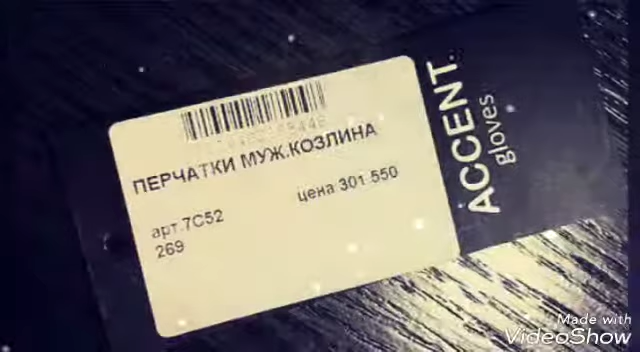 ПЕРЧАТКИ МУЖ.КОЗЛИНА
арт.7С52
цена 301 550
269
ACCENT
gloves
Made with
VideoShow